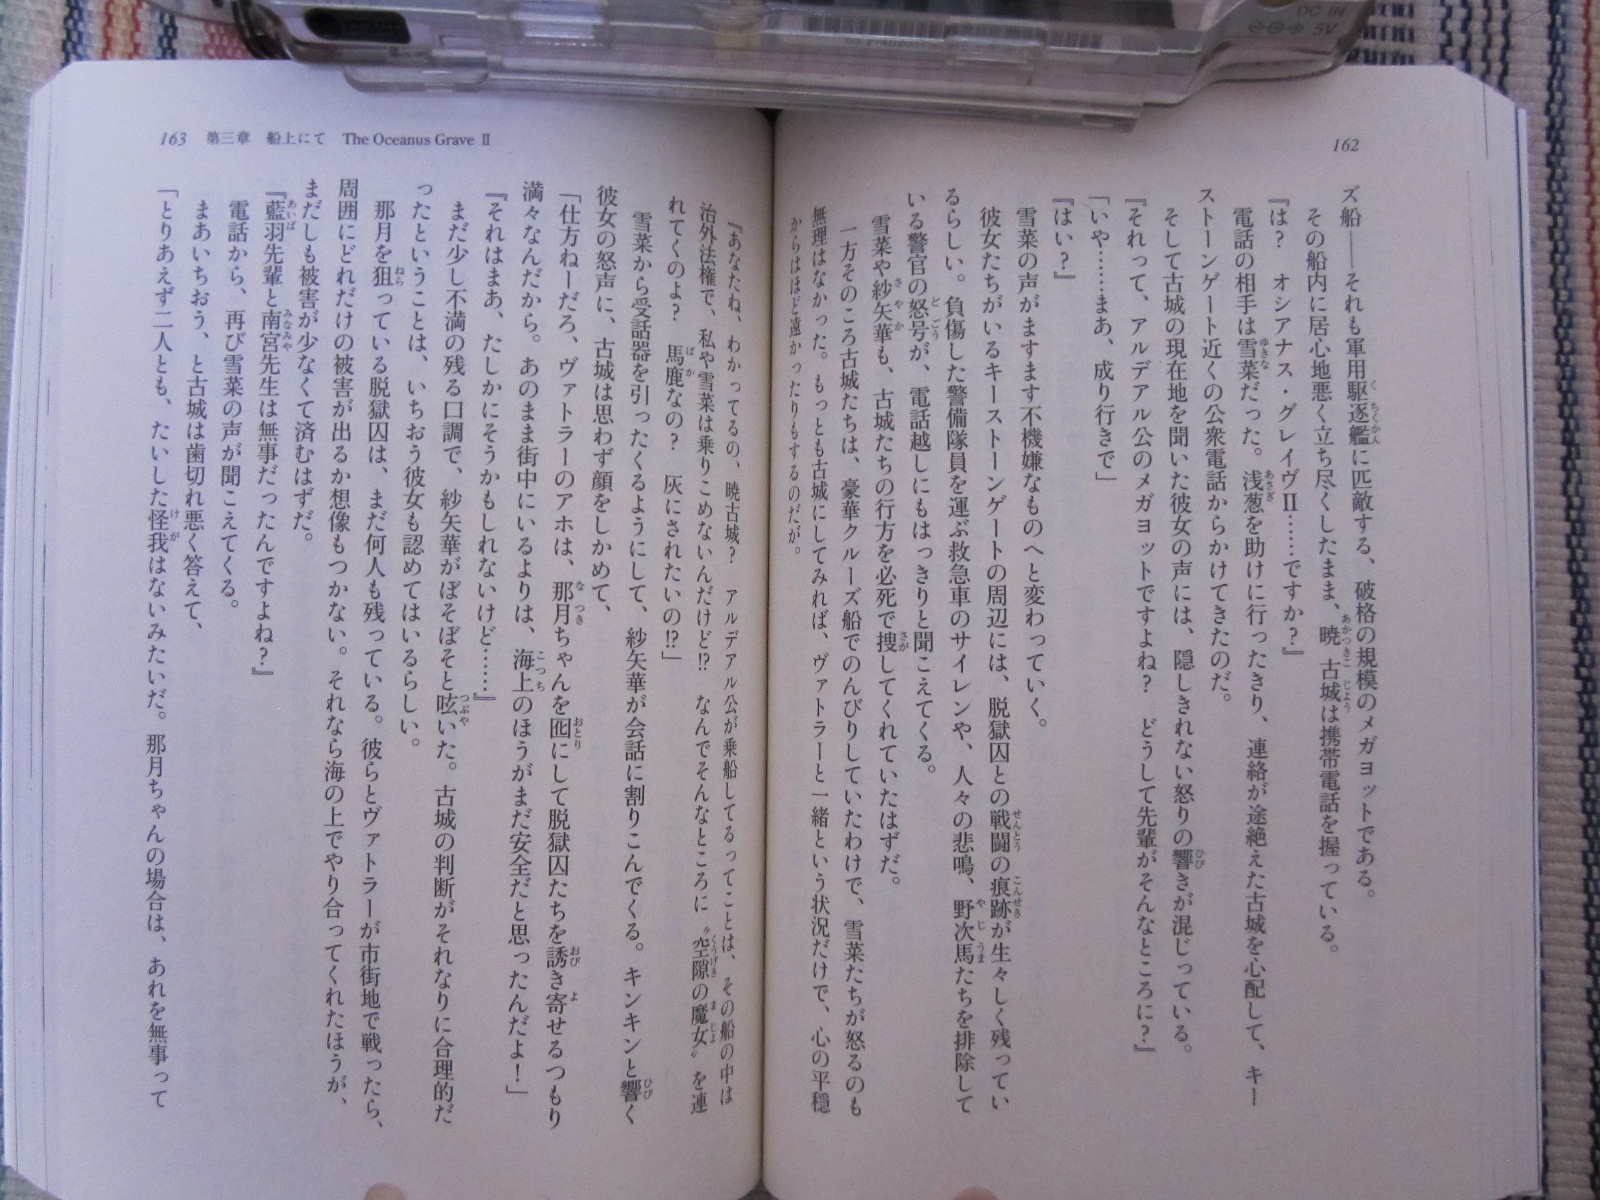 DC IN
5V
162
ズ船――それも軍用駆逐艦に匹敵する、破格の規模のメガヨットである。
その船内に居心地悪く立ち尽くしたまま、暁古城は携帯電話を握っている。
『は？　オシアナス・グレイヴⅡ……ですか？』
電話の相手は雪菜だった。浅葱を助けに行ったきり、連絡が途絶えた古城を心配して、キー
ストーンゲート近くの公衆電話からかけてきたのだ。
そして古城の現在地を聞いた彼女の声には、隠しきれない怒りの響きが混じっている。
『それって、アルデアル公のメガヨットですよね？　どうして先輩がそんなところに？』
「いや……まあ、成り行きで」
『はい？』
雪菜の声がますます不機嫌なものへと変わっていく。
彼女たちがいるキーストーンゲートの周辺には、脱獄囚との戦闘の痕跡が生々しく残ってい
るらしい。負傷した警備隊員を運ぶ救急車のサイレンや、人々の悲鳴、野次馬たちを排除して
いる警官の怒号が、電話越しにもはっきりと聞こえてくる。
雪菜や紗矢華も、古城たちの行方を必死で捜してくれていたはずだ。
一方そのころ古城たちは、豪華クルーズ船でのんびりしていたわけで、雪菜たちが怒るのも
無理はなかった。もっとも古城にしてみれば、ヴァトラーと一緒という状況だけで、心の平穏
からはほど遠かったりもするのだが。
163　第三章　船上にて　The Oceanus Grave Ⅱ
『あなたね、わかってるの、暁古城？　アルデアル公が乗船してるってことは、その船の中は
治外法権で、私や雪菜は乗りこめないんだけど!?　なんでそんなところに〝空隙の魔女〟を連
れてくのよ？　馬鹿なの？　灰にされたいの!?』
雪菜から受話器を引ったくるようにして、紗矢華が会話に割りこんでくる。キンキンと響く
彼女の怒声に、古城は思わず顔をしかめて、
「仕方ねーだろ、ヴァトラーのアホは、那月ちゃんを囮にして脱獄囚たちを誘き寄せるつもり
満々なんだから。あのまま街中にいるよりは、海上のほうがまだ安全だと思ったんだよ！」
『それはまあ、たしかにそうかもしれないけど……』
まだ少し不満の残る口調で、紗矢華がぼそぼそと呟いた。古城の判断がそれなりに合理的だ
ったということは、いちおう彼女も認めてはいるらしい。
那月を狙っている脱獄囚は、まだ何人も残っている。彼らとヴァトラーが市街地で戦ったら、
周囲にどれだけの被害が出るか想像もつかない。それなら海の上でやり合ってくれたほうが、
まだしも被害が少なくて済むはずだ。
『藍羽先輩と南宮先生は無事だったんですよね？』
電話から、再び雪菜の声が聞こえてくる。
まあいちおう、と古城は歯切れ悪く答えて、
「とりあえず二人とも、たいした怪我はないみたいだ。那月ちゃんの場合は、あれを無事って